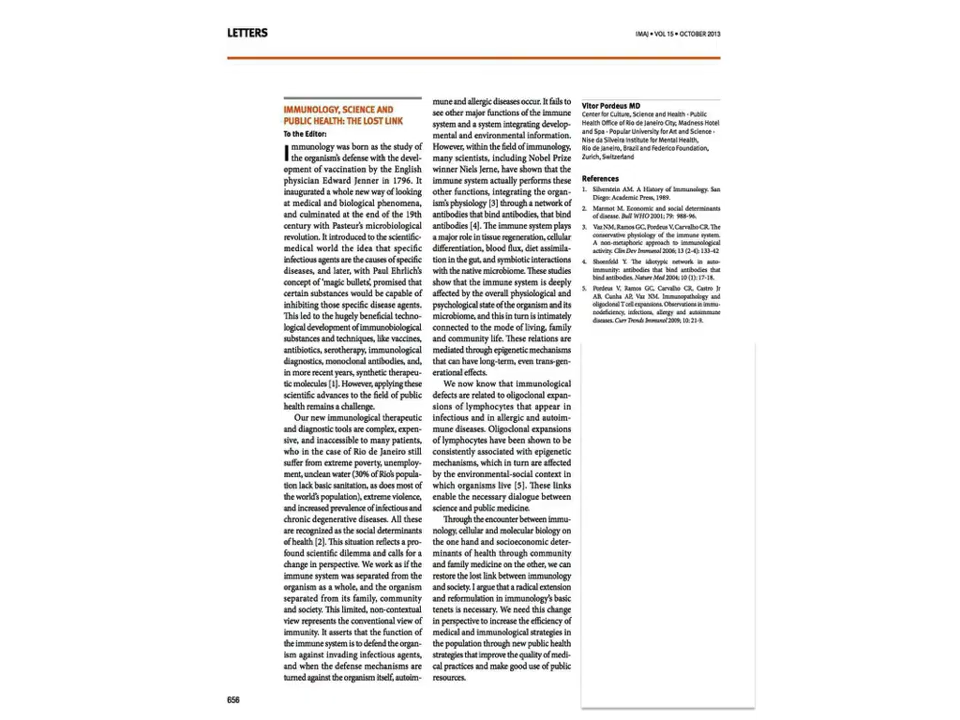 LETTERS
IMAJ • VOL 15 • OCTOBER 2013
IMMUNOLOGY, SCIENCE AND
PUBLIC HEALTH: THE LOST LINK
To the Editor:
Immunology was born as the study of
the organism's defense with the devel-
opment of vaccination by the English
physician Edward Jenner in 1796. It
inaugurated a whole new way of looking
at medical and biological phenomena,
and culminated at the end of the 19th
century with Pasteur's microbiological
revolution. It introduced to the scientific-
medical world the idea that specific
infectious agents are the causes of specific
diseases, and later, with Paul Ehrlich's
concept of 'magic bullets', promised that
certain substances would be capable of
inhibiting those specific disease agents.
This led to the hugely beneficial techno-
logical development of immunobiological
substances and techniques, like vaccines,
antibiotics, serotherapy, immunological
diagnostics, monoclonal antibodies, and,
in more recent years, synthetic therapeu-
tic molecules [1]. However, applying these
scientific advances to the field of public
health remains a challenge.
Our new immunological therapeutic
and diagnostic tools are complex, expen-
sive, and inaccessible to many patients,
who in the case of Rio de Janeiro still
suffer from extreme poverty, unemploy-
ment, unclean water (30% of Rio's popula-
tion lack basic sanitation, as does most of
the world's population), extreme violence,
and increased prevalence of infectious and
chronic degenerative diseases. All these
are recognized as the social determinants
of health [2]. This situation reflects a pro-
found scientific dilemma and calls for a
change in perspective. We work as if the
immune system was separated from the
organism as a whole, and the organism
separated from its family, community
and society. This limited, non-contextual
view represents the conventional view of
immunity. It asserts that the function of
the immune system is to defend the organ-
ism against invading infectious agents,
and when the defense mechanisms are
turned against the organism itself, autoim-
mune and allergic diseases occur. It fails to
see other major functions of the immune
system and a system integrating develop-
mental and environmental information.
However, within the field of immunology,
many scientists, including Nobel Prize
winner Niels Jerne, have shown that the
immune system actually performs these
other functions, integrating the organ-
ism's physiology [3] through a network of
antibodies that bind antibodies, that bind
antibodies [4]. The immune system plays
a major role in tissue regeneration, cellular
differentiation, blood flux, diet assimila-
tion in the gut, and symbiotic interactions
with the native microbiome. These studies
show that the immune system is deeply
affected by the overall physiological and
psychological state of the organism and its
microbiome, and this in turn is intimately
connected to the mode of living, family
and community life. These relations are
mediated through epigenetic mechanisms
that can have long-term, even trans-gen-
erational effects.
We now know that immunological
defects are related to oligoclonal expan-
sions of lymphocytes that appear in
infectious and in allergic and autoim-
mune diseases. Oligoclonal expansions
of lymphocytes have been shown to be
consistently associated with epigenetic
mechanisms, which in turn are affected
by the environmental-social context in
which organisms live [5]. These links
enable the necessary dialogue between
science and public medicine.
Through the encounter between immu-
nology, cellular and molecular biology on
the one hand and socioeconomic deter-
minants of health through community
and family medicine on the other, we can
restore the lost link between immunology
and society. I argue that a radical extension
and reformulation in immunology's basic
tenets is necessary. We need this change
in perspective to increase the efficiency of
medical and immunological strategies in
the population through new public health
strategies that improve the quality of medi-
cal practices and make good use of public
resources.
Vitor Pordeus MD
Center for Culture, Science and Health - Public
Health Office of Rio de Janeiro City, Madness Hotel
and Spa - Popular University for Art and Science -
Nise da Silveira Institute for Mental Health,
Rio de Janeiro, Brazil and Federico Foundation,
Zurich, Switzerland
References
1. Silverstein AM. A History of Immunology. San
Diego: Academic Press, 1989.
2. Marmot M. Economic and social determinants
of disease. Bull WHO 2001; 79: 988-96.
3. Vaz NM, Ramos GC, Pordeus V, Carvalho CR. The
conservative physiology of the immune system.
A non-metaphoric approach to immunological
activity. Clin Dev Immunol 2006; 13 (2-4): 133-42
4. Shoenfeld Y. The idiotypic network in auto-
immunity: antibodies that bind antibodies that
bind antibodies. Nature Med 2004; 10 (1): 17-18.
5. Pordeus V, Ramos GC, Carvalho CR, Castro Jr
AB, Cunha AP, Vaz NM. Immunopathology and
oligoclonal T cell expansions. Observations in immu-
nodeficiency, infections, allergy and autoimmune
diseases. Curr Trends Immunol 2009; 10: 21-9.
656